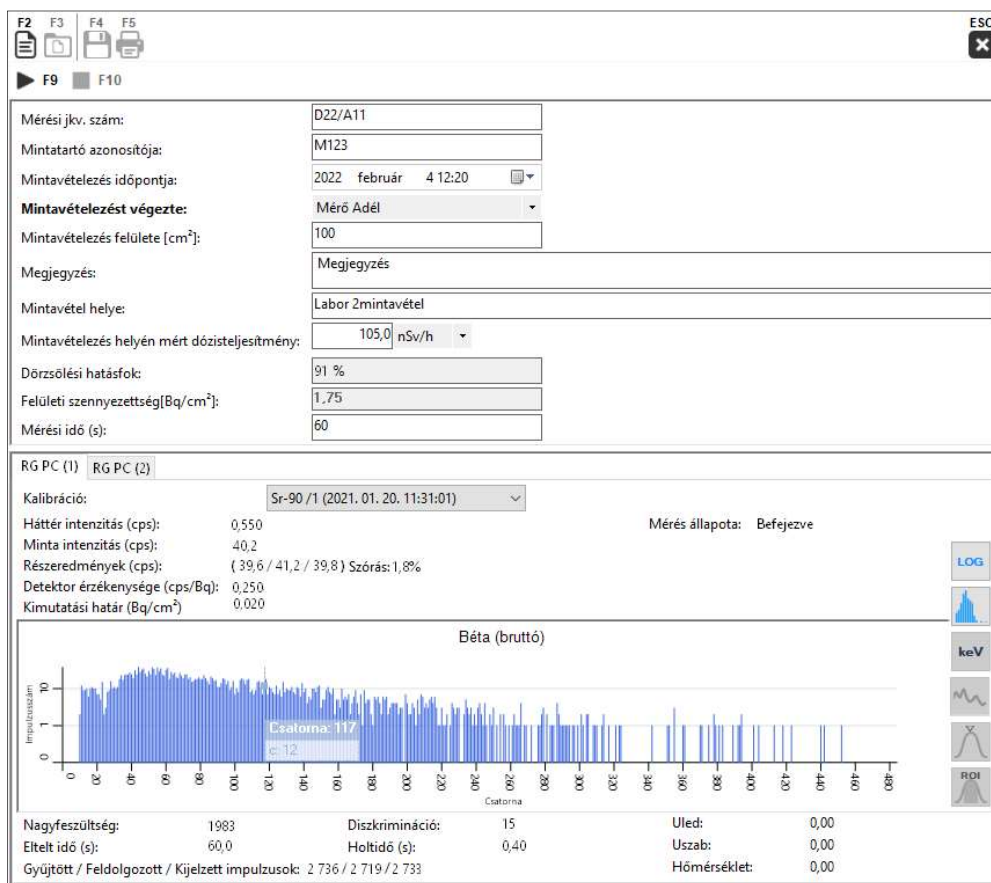 F2 F3 F4 F5 ESC
F9 F10
Mérési jkv. szám: D22/A11
Mintatartó azonosítója: M123
Mintavételezés időpontja: 2022 február 4 12:20
Mintavételezést végezte: Mérő Adél
Mintavételezés felülete [cm²]: 100
Megjegyzés: Megjegyzés
Mintavétel helye: Labor 2mintavétel
Mintavételezés helyén mért dózisteljesítmény: 105,0 nSv/h
Dörzsölési hatásfok: 91 %
Felületi szennyezettség[Bq/cm²]: 1,75
Mérési idő (s): 60
RG PC (1) RG PC (2)
Kalibráció: Sr-90 /1 (2021. 01. 20. 11:31:01)
Háttér intenzitás (cps): 0,550 Mérés állapota: Befejezve
Minta intenzitás (cps): 40,2
Részeredmények (cps): ( 39,6 / 41,2 / 39,8 ) Szórás: 1,8%
Detektor érzékenysége (cps/Bq): 0,250
Kimutatási határ (Bq/cm²) 0,020
LOG
keV
ROI
Béta (bruttó)
Impulzusszám
10
1
0
Csatorna: 117
c: 12
0 20 40 60 80 100 120 140 160 180 200 220 240 260 280 300 320 340 360 380 400 420 440 460 480
Csatorna
Nagyfeszültség: 1983 Diszkrimináció: 15 Uled: 0,00
Eltelt idő (s): 60,0 Holtidő (s): 0,40 Uszab: 0,00
Gyűjtött / Feldolgozott / Kijelzett impulzusok: 2 736 / 2 719 / 2 733 Hőmérséklet: 0,00